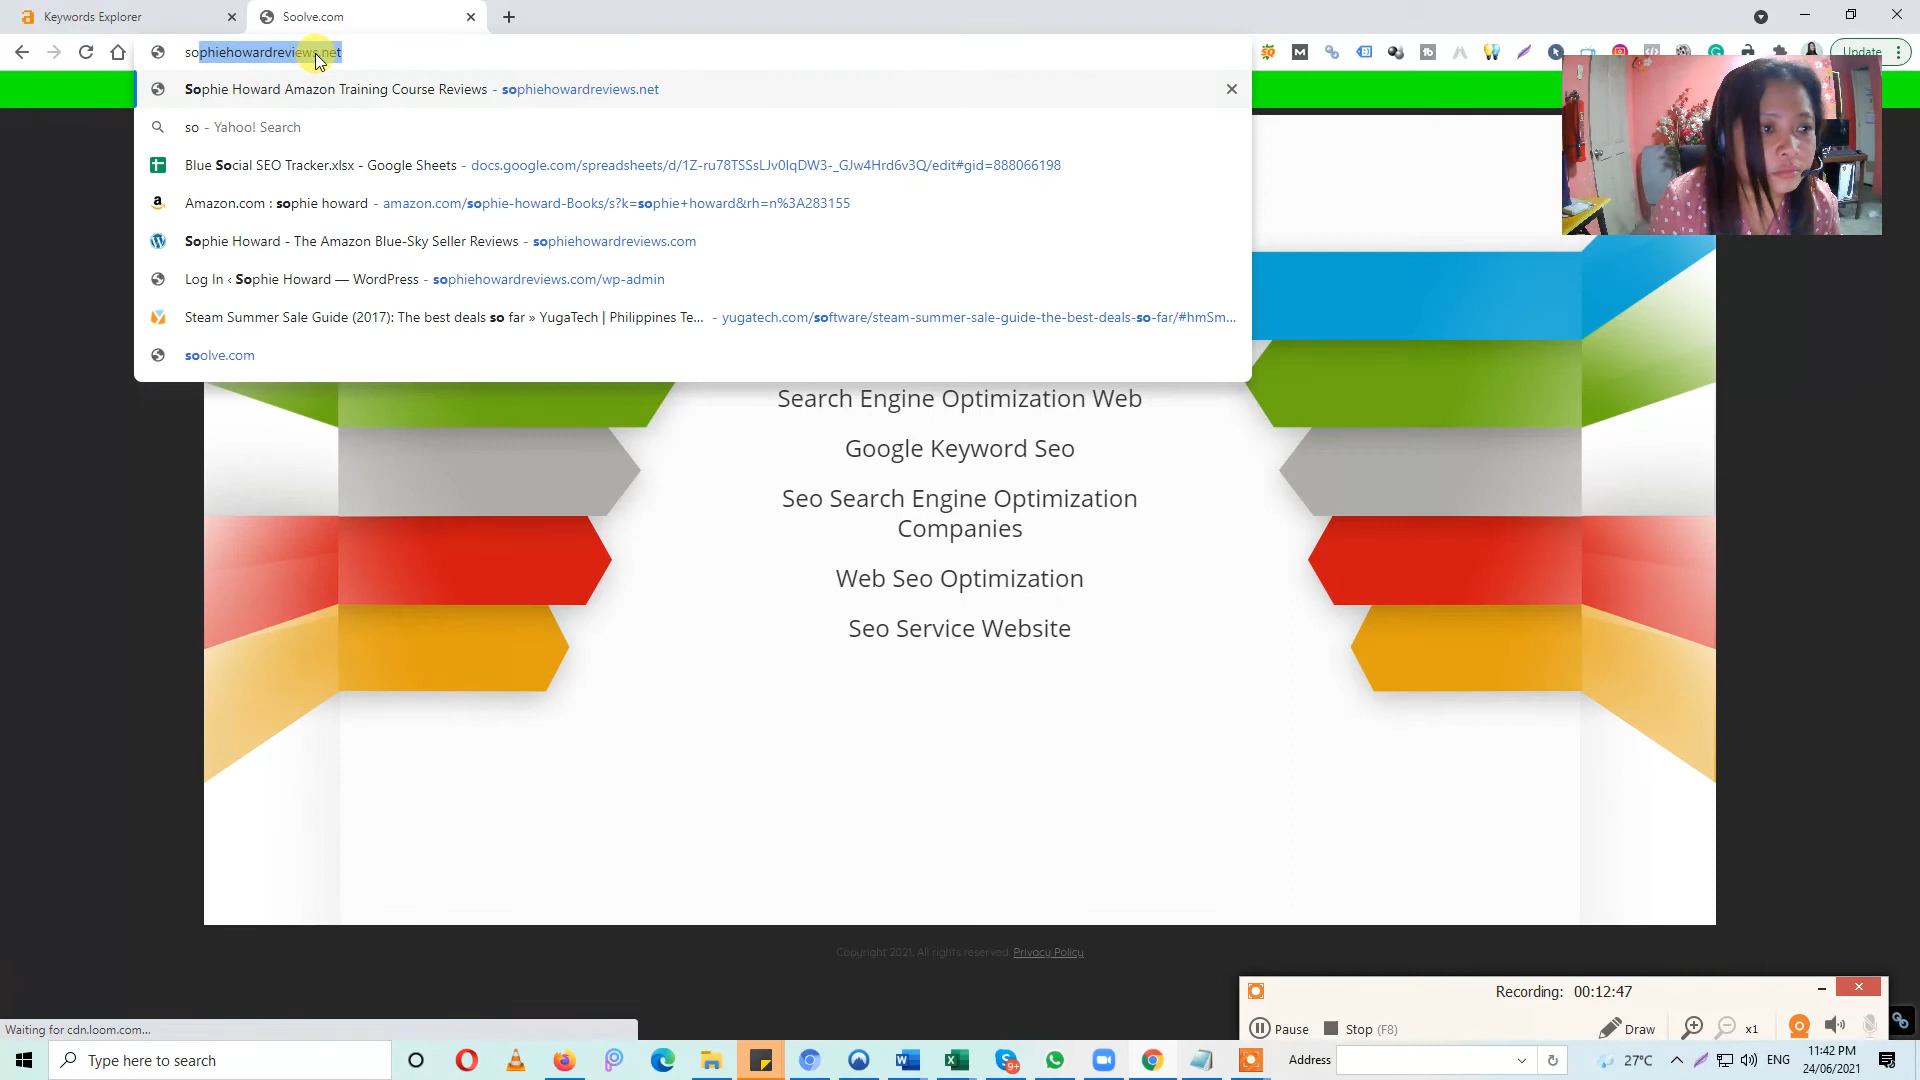 Keywords Explorer
Soolve.com
sophiehowardreviews.net
Update
Sophie Howard Amazon Training Course Reviews - sophiehowardreviews.net
so - Yahoo! Search
Blue Social SEO Tracker.xlsx - Google Sheets - docs.google.com/spreadsheets/d/1Z-ru78TSSsLJv0IqDW3-_GJw4Hrd6v3Q/edit#gid=888066198
Amazon.com : sophie howard - amazon.com/sophie-howard-Books/s?k=sophie+howard&rh=n%3A283155
Sophie Howard - The Amazon Blue-Sky Seller Reviews - sophiehowardreviews.com
Log In ‹ Sophie Howard — WordPress - sophiehowardreviews.com/wp-admin
Steam Summer Sale Guide (2017): The best deals so far » YugaTech | Philippines Te... - yugatech.com/software/steam-summer-sale-guide-the-best-deals-so-far/#hmSm...
soolve.com
Search Engine Optimization Web
Google Keyword Seo
Seo Search Engine Optimization
Companies
Web Seo Optimization
Seo Service Website
Copyright 2021. All rights reserved. Privacy Policy
Recording: 00:12:47
Pause Stop (F8) Draw x1
Waiting for cdn.loom.com...
Type here to search
Address
27°C
ENG
11:42 PM
24/06/2021